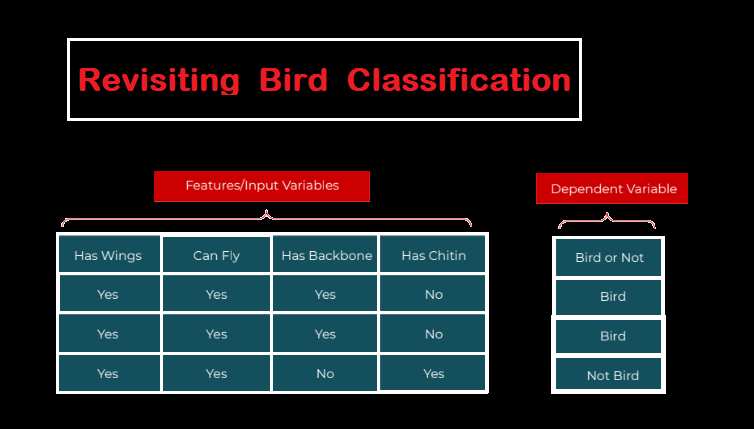 Revisiting Bird Classification
Features/Input Variables
Dependent Variable
Has Wings Can Fly Has Backbone Has Chitin Bird or Not
Yes Yes Yes No Bird
Yes Yes Yes No Bird
Yes Yes No Yes Not Bird